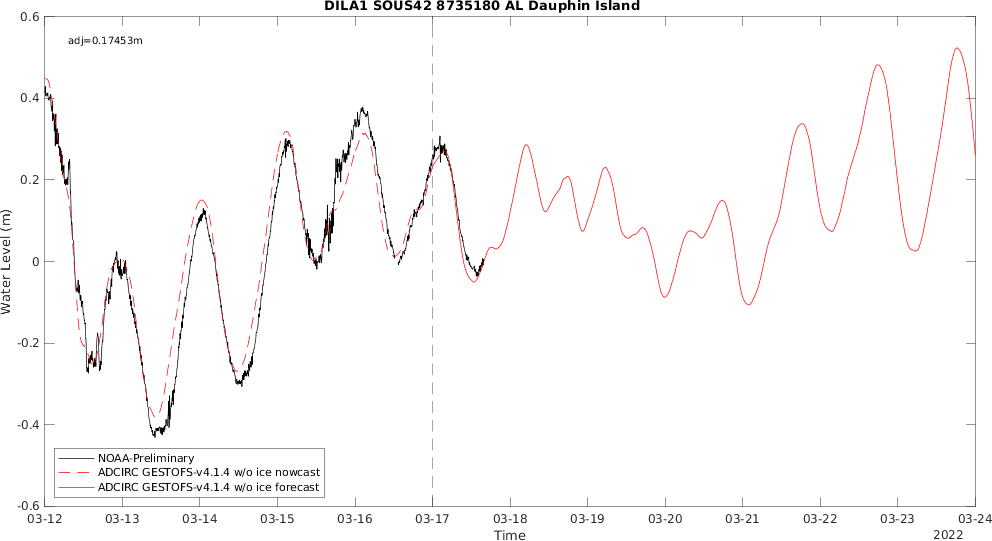 DILA1 SOUS42 8735180 AL Dauphin Island
adj=0.17453m
0.6
0.4
0.2
0
-0.2
-0.4
-0.6
Water Level (m)
NOAA-Preliminary
ADCIRC GESTOFS-v4.1.4 w/o ice nowcast
ADCIRC GESTOFS-v4.1.4 w/o ice forecast
03-12 03-13 03-14 03-15 03-16 03-17 03-18 03-19 03-20 03-21 03-22 03-23 03-24
Time
2022